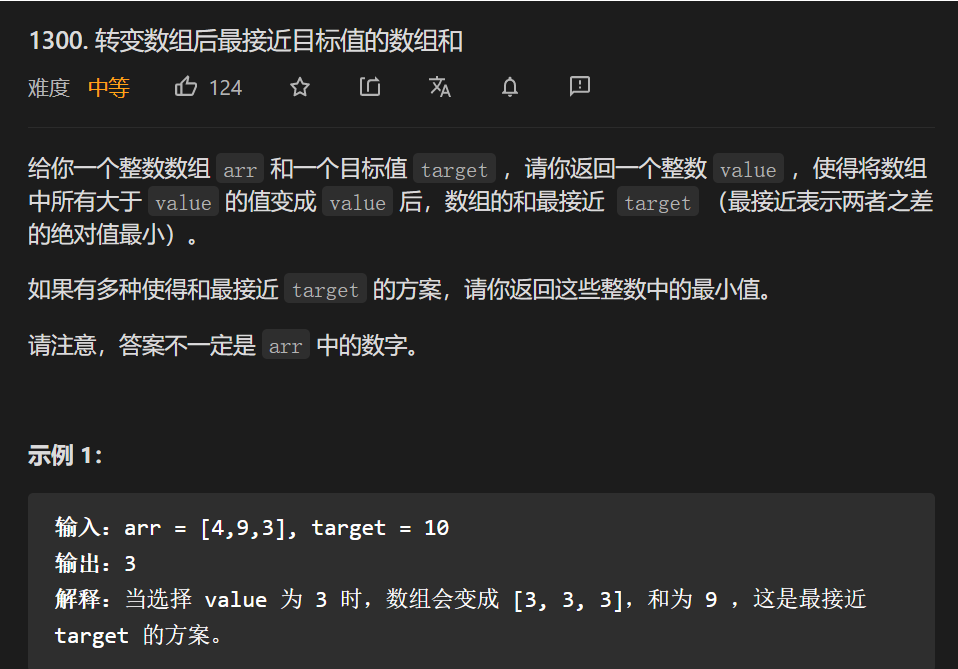 1300. 转变数组后最接近目标值的数组和
难度 中等 124
给你一个整数数组 arr 和一个目标值 target ，请你返回一个整数 value ，使得将数组
中所有大于 value 的值变成 value 后，数组的和最接近 target （最接近表示两者之差
的绝对值最小）。
如果有多种使得和最接近 target 的方案，请你返回这些整数中的最小值。
请注意，答案不一定是 arr 中的数字。
示例 1：
输入：arr = [4,9,3], target = 10
输出：3
解释：当选择 value 为 3 时，数组会变成 [3, 3, 3]，和为 9 ，这是最接近
target 的方案。